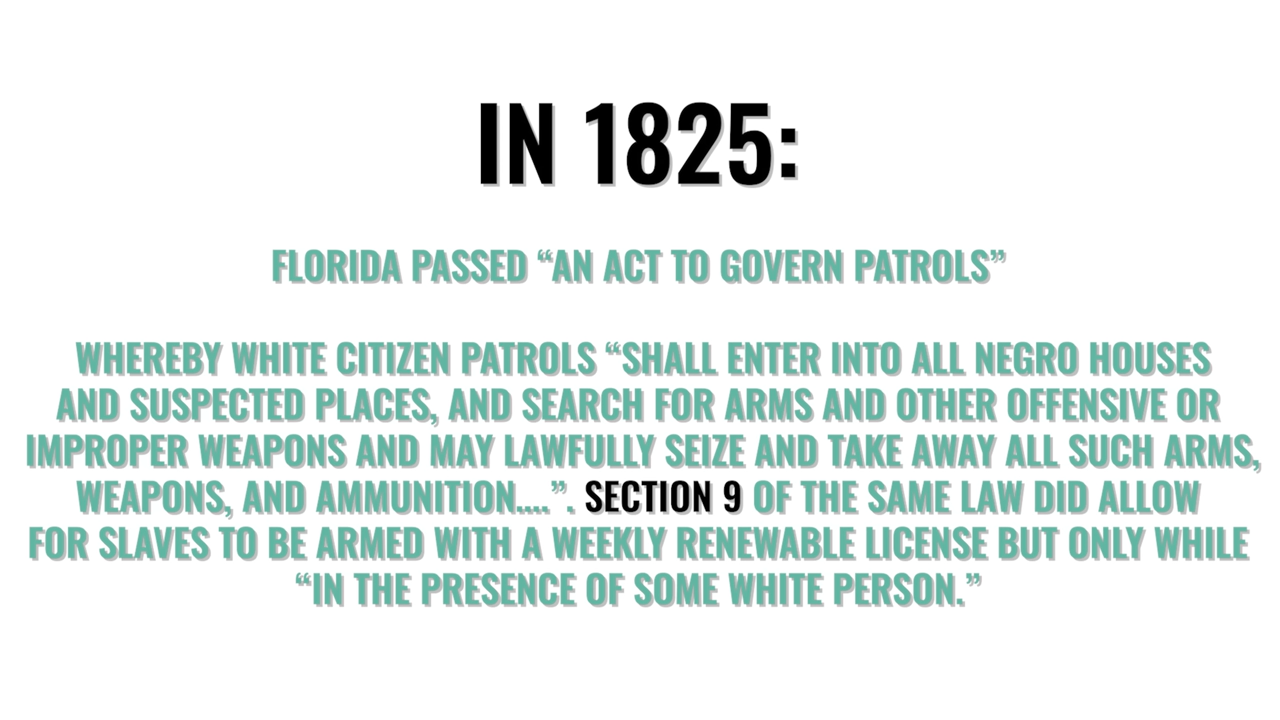 IN 1825:
FLORIDA PASSED “AN ACT TO GOVERN PATROLS”
WHEREBY WHITE CITIZEN PATROLS “SHALL ENTER INTO ALL NEGRO HOUSES
AND SUSPECTED PLACES, AND SEARCH FOR ARMS AND OTHER OFFENSIVE OR
IMPROPER WEAPONS AND MAY LAWFULLY SEIZE AND TAKE AWAY ALL SUCH ARMS,
WEAPONS, AND AMMUNITION....”. SECTION 9 OF THE SAME LAW DID ALLOW
FOR SLAVES TO BE ARMED WITH A WEEKLY RENEWABLE LICENSE BUT ONLY WHILE
“IN THE PRESENCE OF SOME WHITE PERSON.”